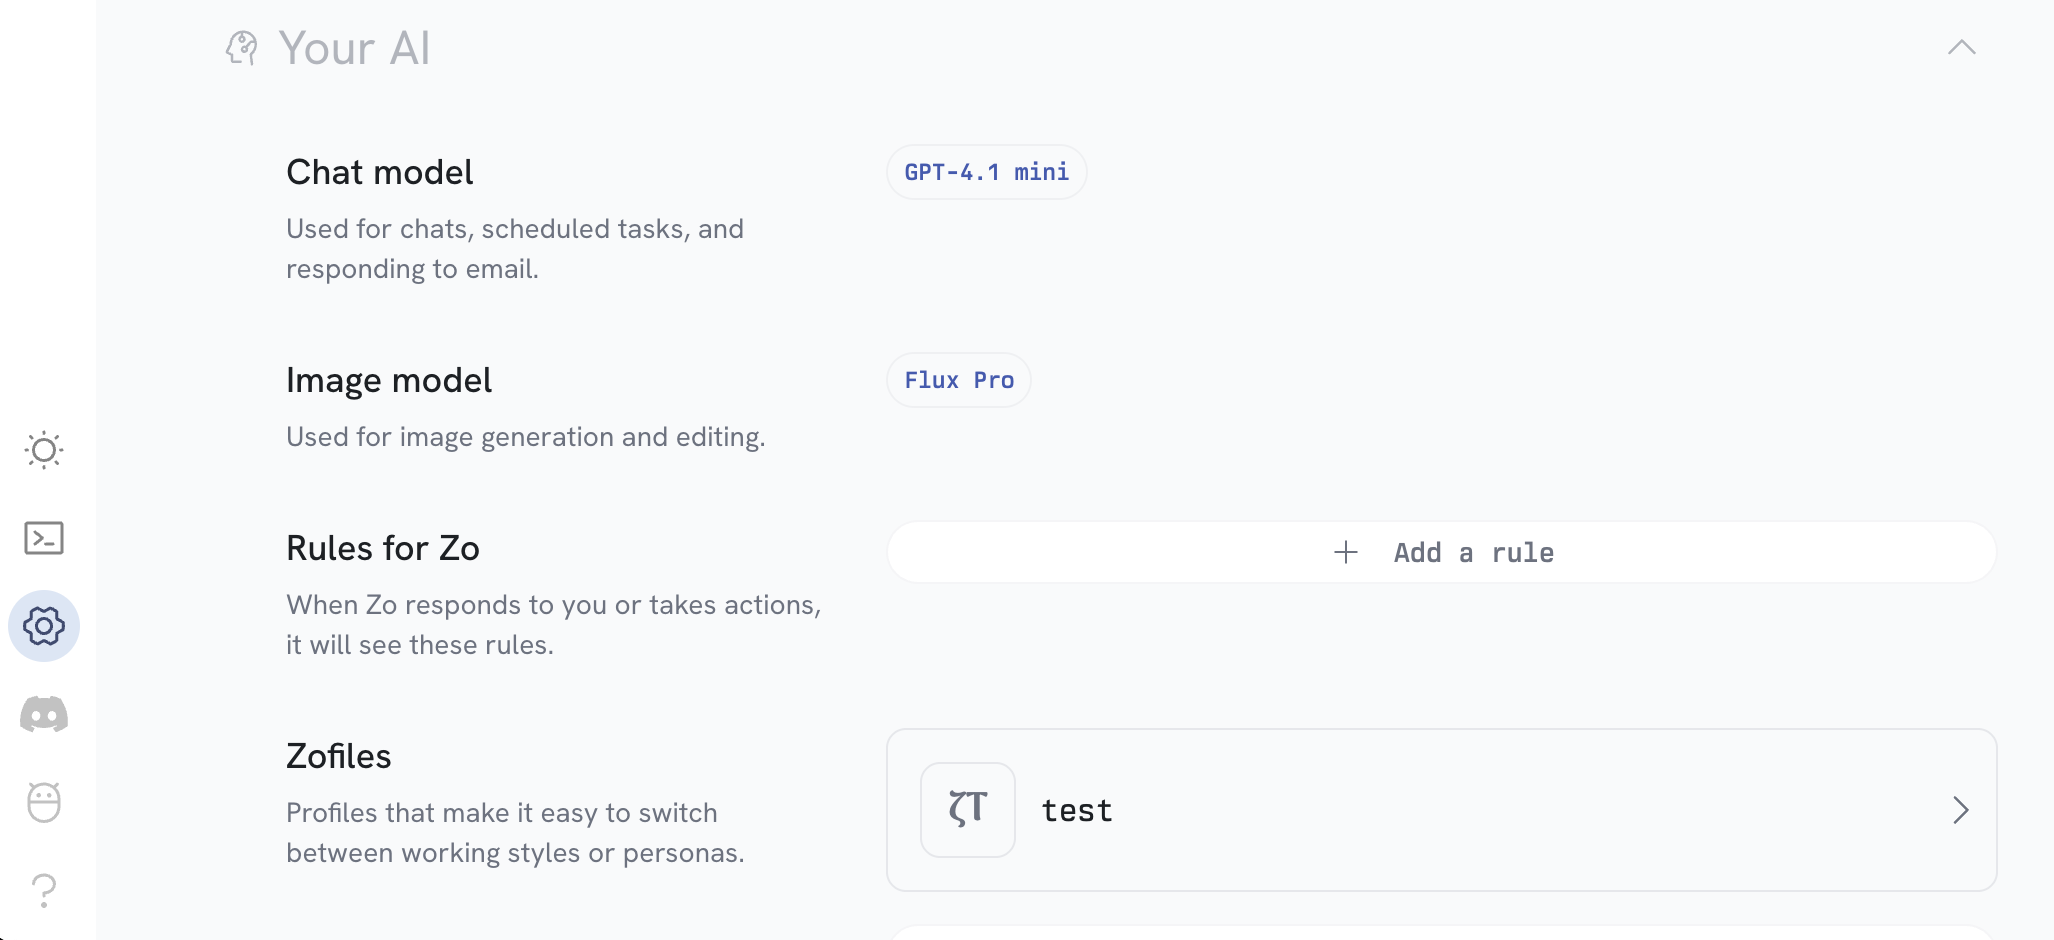 Your AI
Chat model
GPT-4.1 mini
Used for chats, scheduled tasks, and
responding to email.
Image model
Flux Pro
Used for image generation and editing.
Rules for Zo
Add a rule
When Zo responds to you or takes actions,
it will see these rules.
Zofiles
ζT
test
Profiles that make it easy to switch
between working styles or personas.